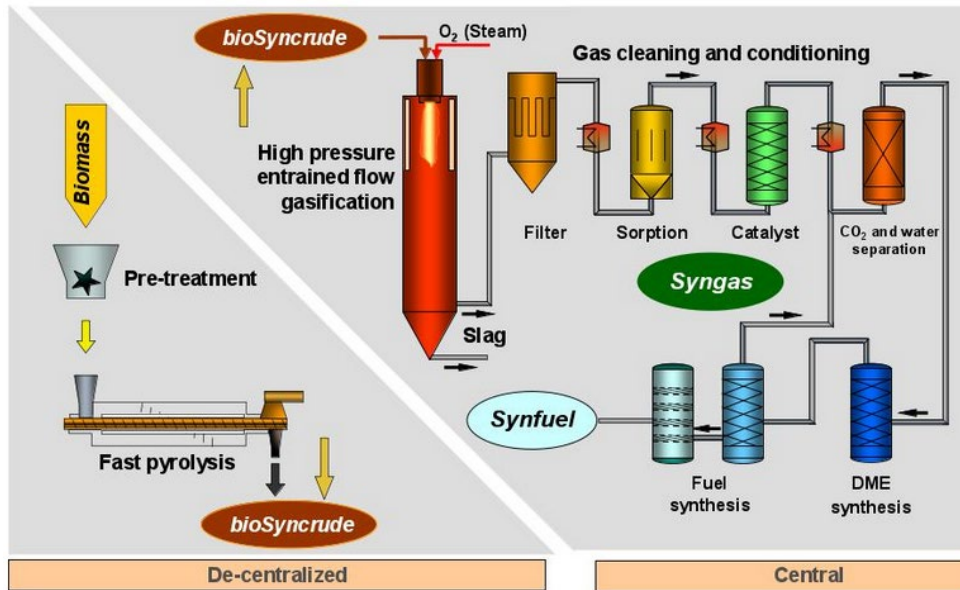 bioSyncrude
O₂ (Steam)
Gas cleaning and conditioning
Biomass
High pressure
entrained flow
gasification
Filter
Sorption
Catalyst
CO₂ and water
separation
Pre-treatment
Syngas
Slag
Synfuel
Fast pyrolysis
Fuel
synthesis
DME
synthesis
bioSyncrude
De-centralized
Central